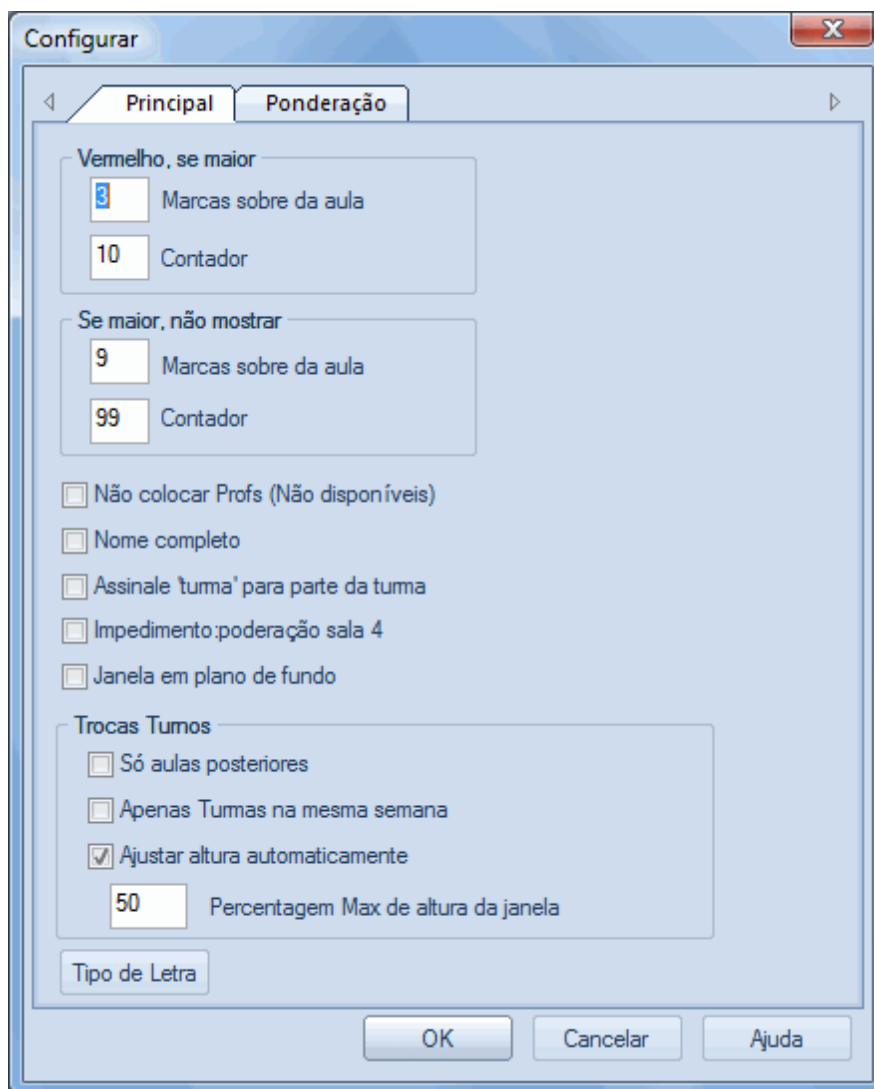 Configurar
Principal Ponderação
Vermelho, se maior
3 Marcas sobre da aula
10 Contador
Se maior, não mostrar
9 Marcas sobre da aula
99 Contador
Não colocar Profs (Não disponíveis)
Nome completo
Assinale 'turma' para parte da turma
Impedimento:poderação sala 4
Janela em plano de fundo
Trocas Turnos
Só aulas posteriores
Apenas Turmas na mesma semana
Ajustar altura automaticamente
50 Percentagem Max de altura da janela
Tipo de Letra
OK Cancelar Ajuda